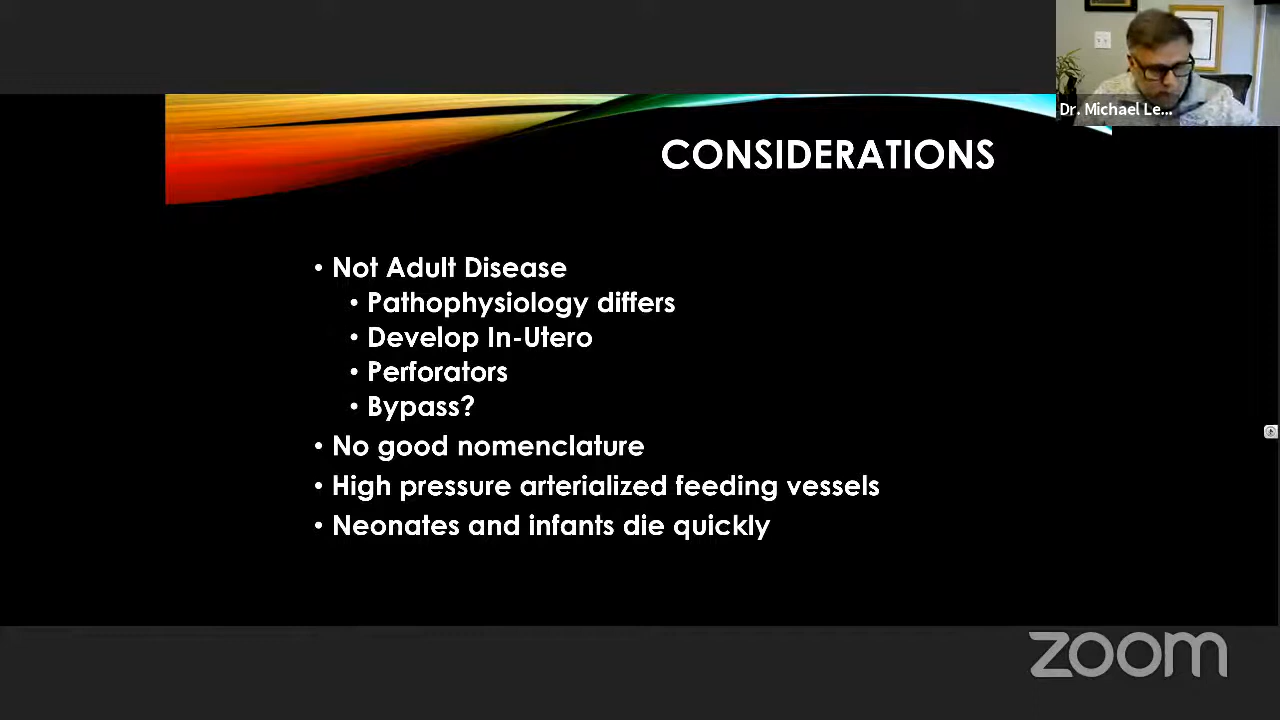 Dr. Michael Le...
CONSIDERATIONS
• Not Adult Disease
• Pathophysiology differs
• Develop In-Utero
• Perforators
• Bypass?
• No good nomenclature
• High pressure arterialized feeding vessels
• Neonates and infants die quickly
zoom